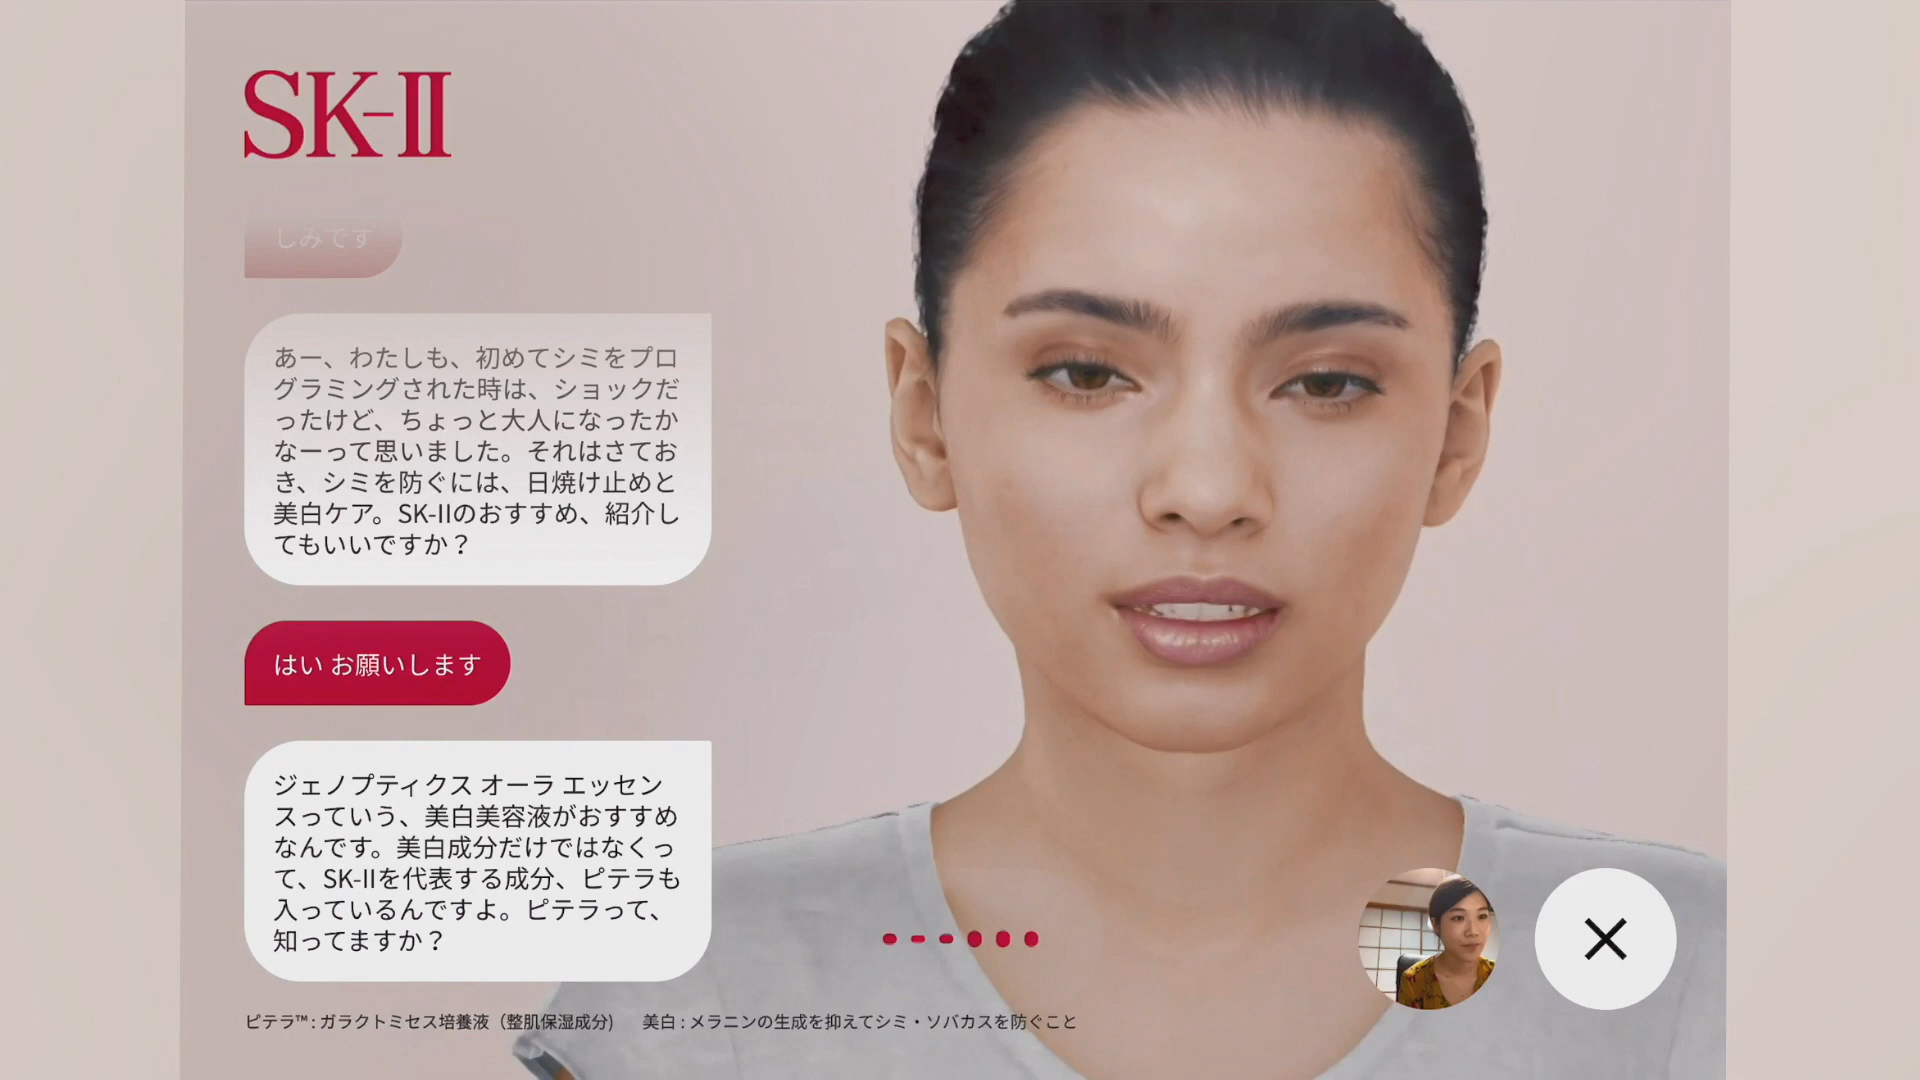 SK-II
しみです
あー、わたしも、初めてシミをプロ
グラミングされた時は、ショックだ
ったけど、ちょっと大人になったか
なーって思いました。それはさてお
き、シミを防ぐには、日焼け止めと
美白ケア。SK-IIのおすすめ、紹介し
てもいいですか？
はい お願いします
ジェノプティクス オーラ エッセン
スっていう、美白美容液がおすすめ
なんです。美白成分だけではなくっ
て、SK-IIを代表する成分、ピテラも
入っているんですよ。ピテラって、
知ってますか？
ピテラ™ : ガラクトミセス培養液（整肌保湿成分) 美白 : メラニンの生成を抑えてシミ・ソバカスを防ぐこと